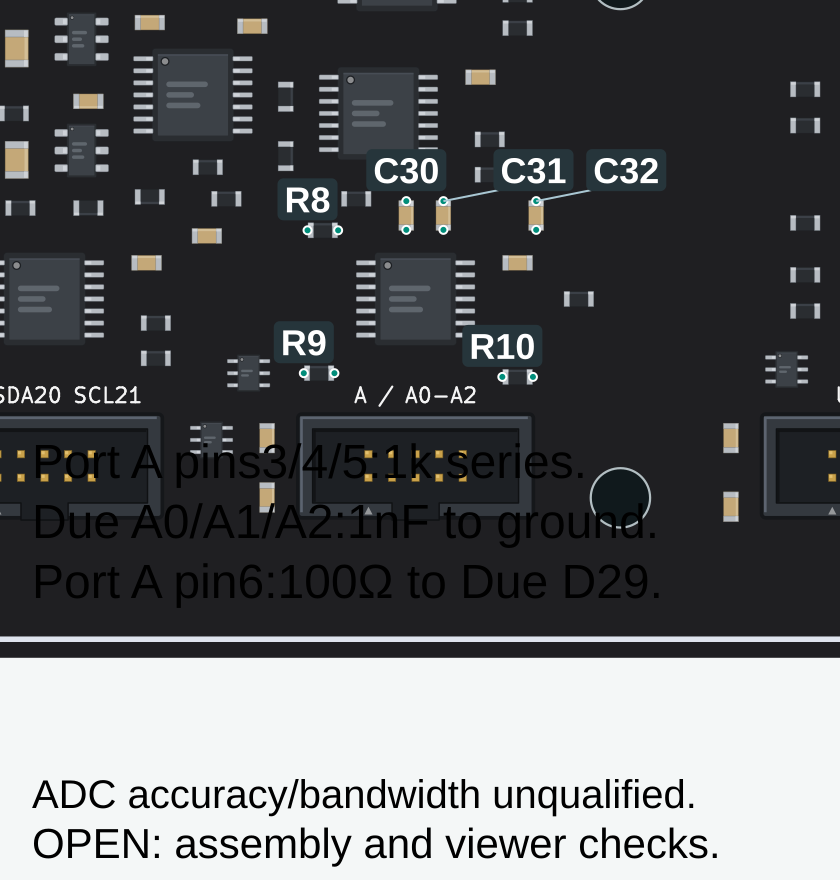 C30 C31 C32
R8
R9 R10
SDA20 SCL21 A / A0-A2
Port A pins3/4/5:1k series.
Due A0/A1/A2:1nF to ground.
Port A pin6:100Ω to Due D29.
ADC accuracy/bandwidth unqualified.
OPEN: assembly and viewer checks.